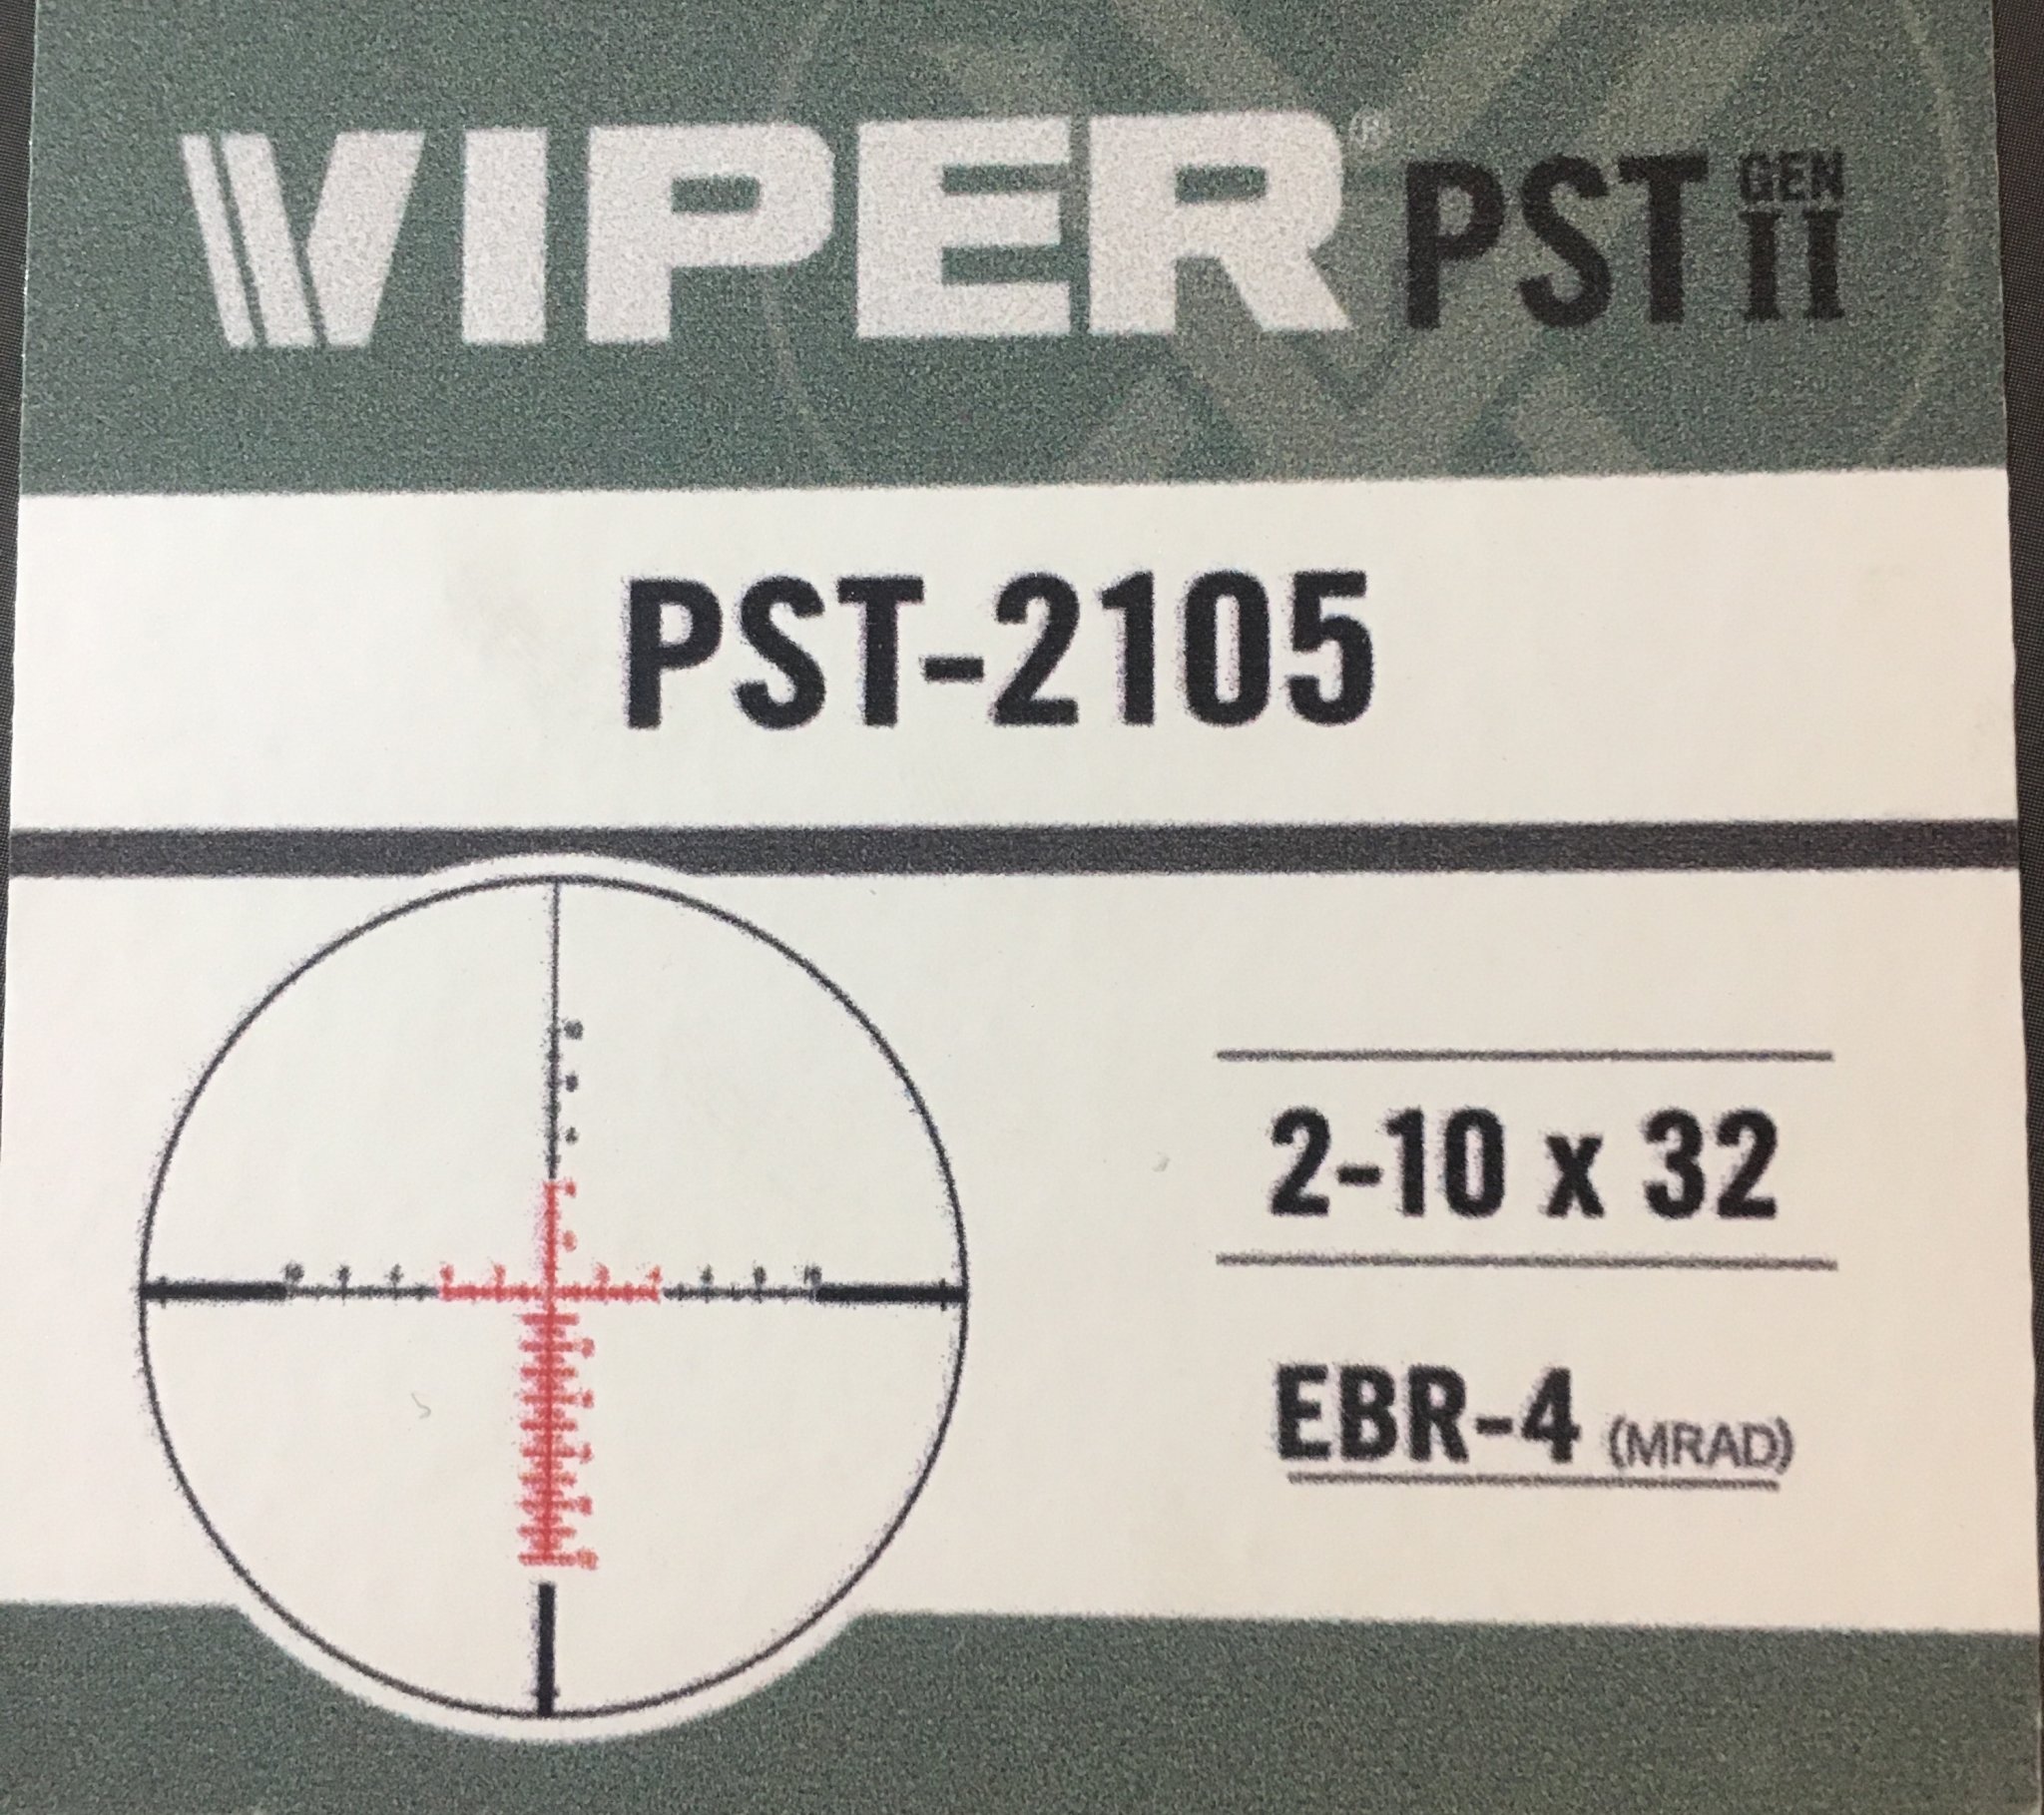 VIPER® PST GEN II
PST-2105
2-10 x 32
EBR-4 (MRAD)